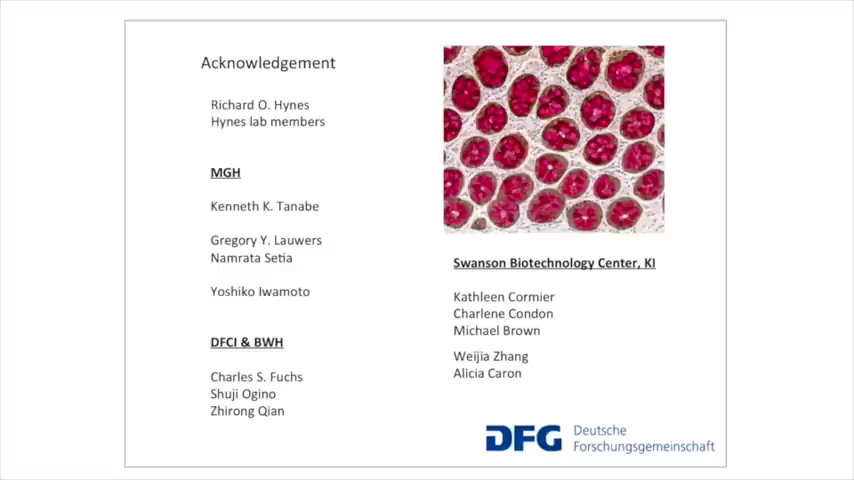 Acknowledgement
Richard O. Hynes
Hynes lab members
MGH
Kenneth K. Tanabe
Gregory Y. Lauwers
Namrata Setia
Yoshiko Iwamoto
DFCI & BWH
Charles S. Fuchs
Shuji Ogino
Zhirong Qian
Swanson Biotechnology Center, KI
Kathleen Cormier
Charlene Condon
Michael Brown
Weijia Zhang
Alicia Caron
DFG Deutsche
Forschungsgemeinschaft